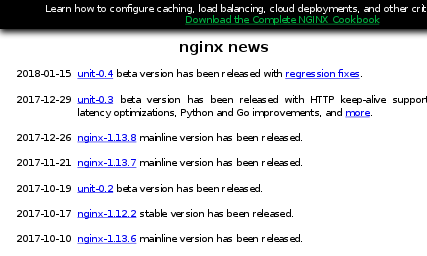 Learn how to configure caching, load balancing, cloud deployments, and other
Download the Complete NGINX Cookbook
nginx news
2018-01-15 unit-0.4 beta version has been released with regression fixes.
2017-12-29 unit-0.3 beta version has been released with HTTP keep-alive support
latency optimizations, Python and Go improvements, and more.
2017-12-26 nginx-1.13.8 mainline version has been released.
2017-11-21 nginx-1.13.7 mainline version has been released.
2017-10-19 unit-0.2 beta version has been released.
2017-10-17 nginx-1.12.2 stable version has been released.
2017-10-10 nginx-1.13.6 mainline version has been released.